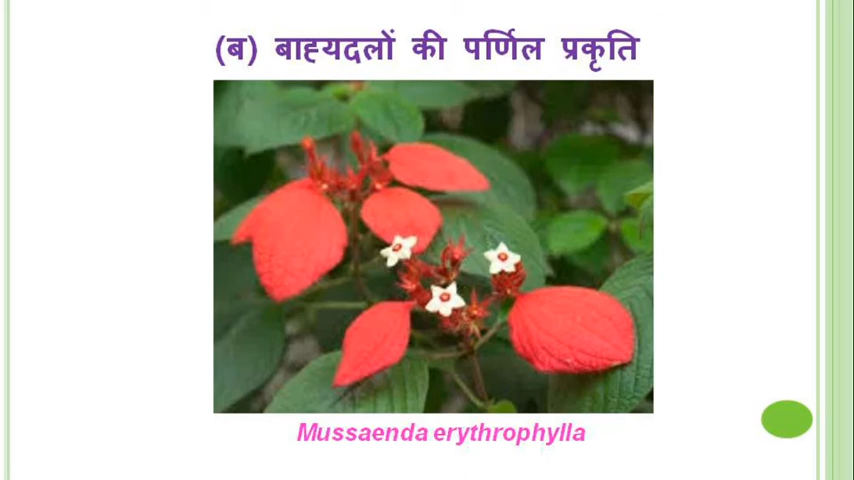 (ब) बाह्यदलों की पर्णिल प्रकृति
Mussaenda erythrophylla